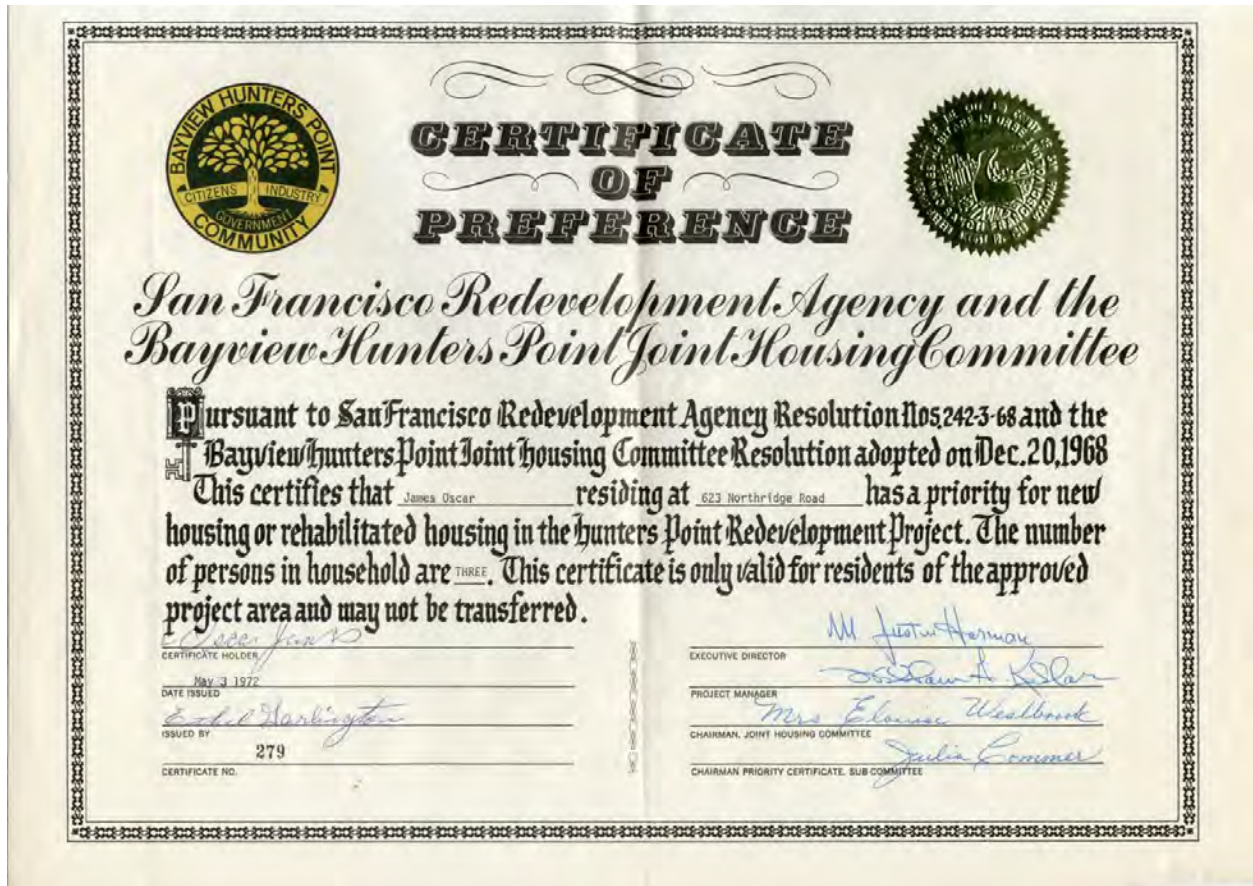 BAYVIEW HUNTERS POINT
CITIZENS INDUSTRY
GOVERNMENT
COMMUNITY
CERTIFICATE
OF
PREFERENCE
San Francisco Redevelopment Agency and the
Bayview Hunters Point Joint Housing Committee
Pursuant to San Francisco Redevelopment Agency Resolution Nos. 242-3-68 and the
Bayview Hunters Point Joint Housing Committee Resolution adopted on Dec. 20, 1968
This certifies that James Oscar residing at 623 Northridge Road has a priority for new
housing or rehabilitated housing in the Hunters Point Redevelopment Project. The number
of persons in household are THREE. This certificate is only valid for residents of the approved
project area and may not be transferred.
Oscar James
CERTIFICATE HOLDER
May 3 1972
DATE ISSUED
Ethel Garlington
ISSUED BY
279
CERTIFICATE NO.
M Justin Herman
EXECUTIVE DIRECTOR
PROJECT MANAGER
Mrs Elouise Westbrook
CHAIRMAN, JOINT HOUSING COMMITTEE
Julia Commer
CHAIRMAN PRIORITY CERTIFICATE. SUB COMMITTEE